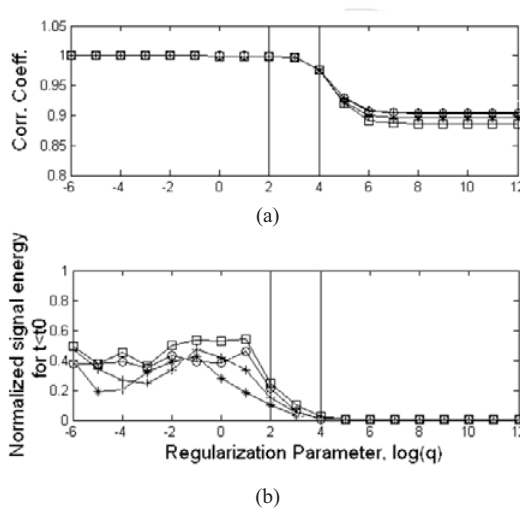 1.05
1
0.95
0.9
0.85
0.8
Corr. Coeff.
-6 -4 -2 0 2 4 6 8 10 12
(a)
1
0.8
0.6
0.4
0.2
0
Normalized signal energy
for t<t0
-6 -4 -2 0 2 4 6 8 10 12
Regularization Parameter, log(q)
(b)